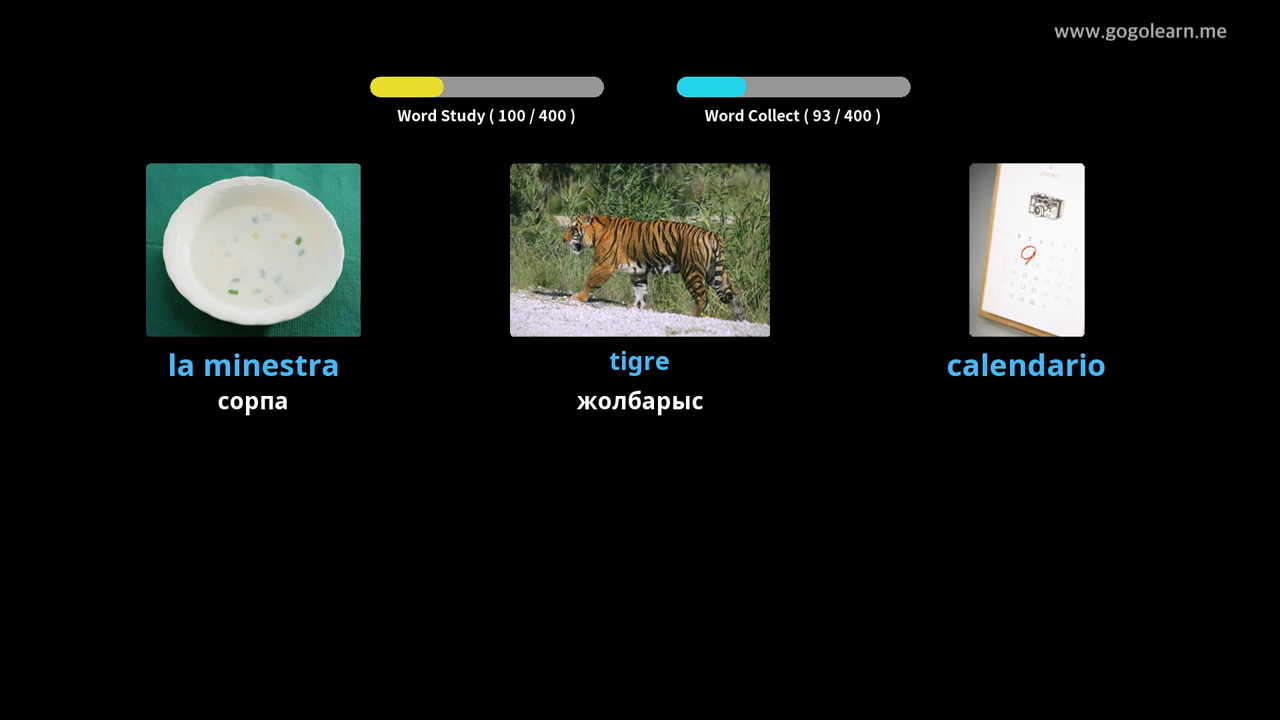 www.gogolearn.me
Word Study ( 100 / 400 )
Word Collect ( 93 / 400 )
la minestra
сорпа
tigre
жолбарыс
calendario